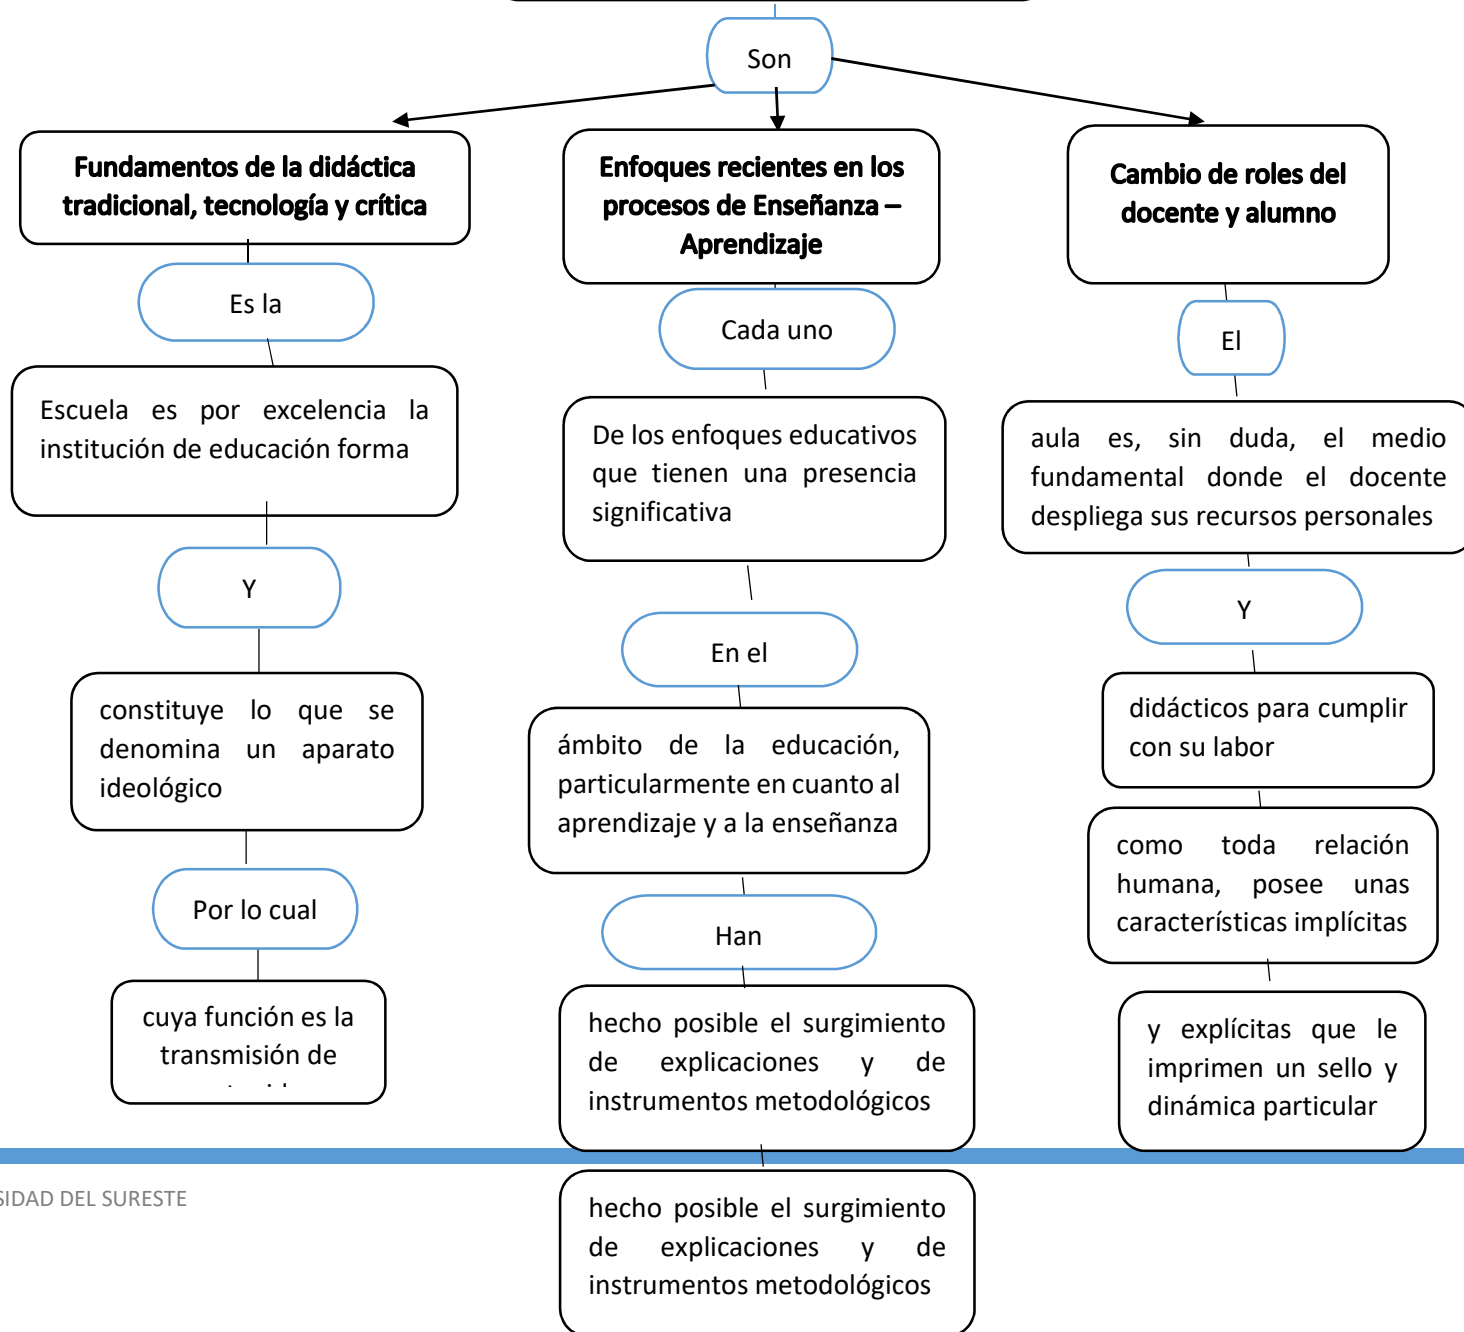 Son
Fundamentos de la didáctica
tradicional, tecnología y crítica
Es la
Escuela es por excelencia la
institución de educación forma
Y
constituye lo que se
denomina un aparato
ideológico
Por lo cual
cuya función es la
transmisión de
Enfoques recientes en los
procesos de Enseñanza –
Aprendizaje
Cada uno
De los enfoques educativos
que tienen una presencia
significativa
En el
ámbito de la educación,
particularmente en cuanto al
aprendizaje y a la enseñanza
Han
hecho posible el surgimiento
de explicaciones y de
instrumentos metodológicos
hecho posible el surgimiento
de explicaciones y de
instrumentos metodológicos
Cambio de roles del
docente y alumno
El
aula es, sin duda, el medio
fundamental donde el docente
despliega sus recursos personales
Y
didácticos para cumplir
con su labor
como toda relación
humana, posee unas
características implícitas
y explícitas que le
imprimen un sello y
dinámica particular
SIDAD DEL SURESTE